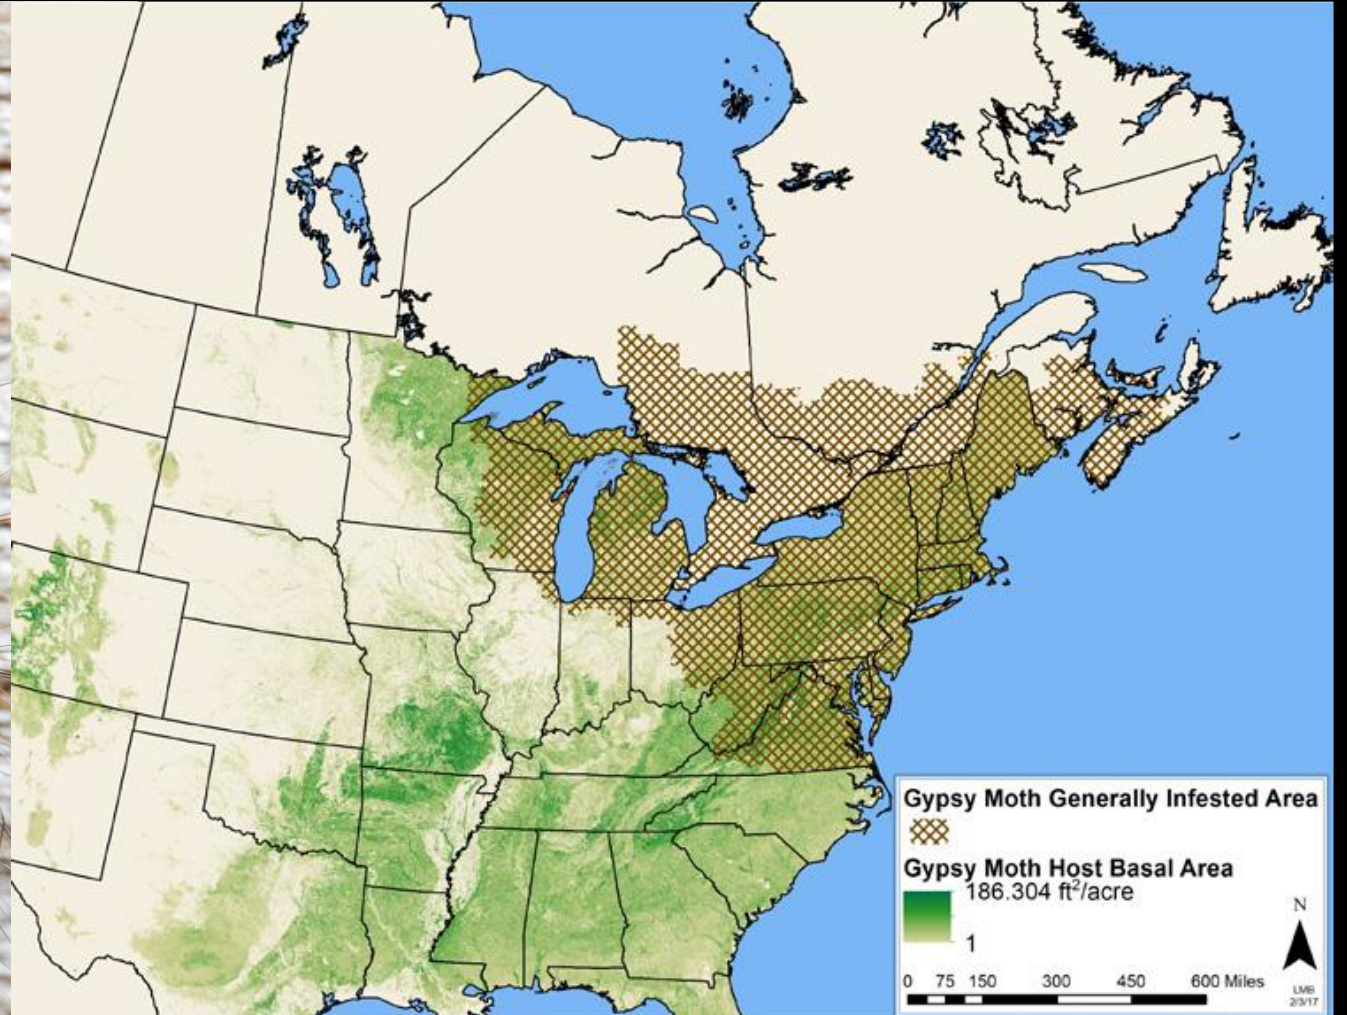 Gypsy Moth Generally Infested Area
Gypsy Moth Host Basal Area
186.304 ft²/acre
1
N
0 75 150 300 450 600 Miles
LMB
2/3/17